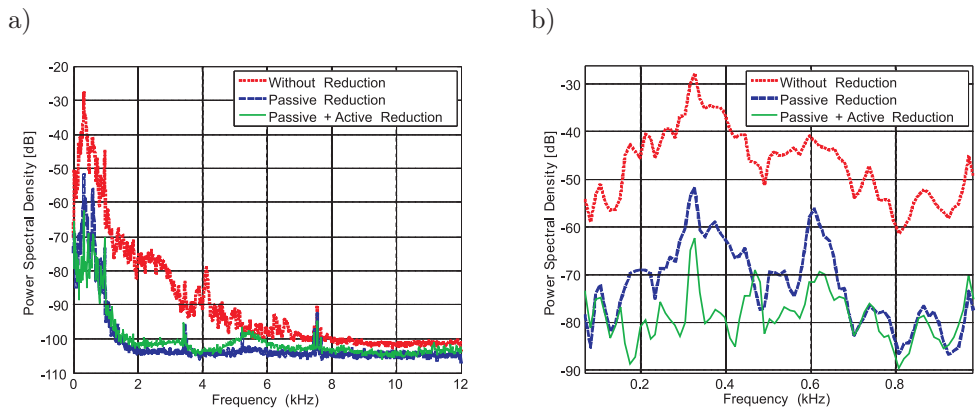 a)
-20
-30
-40
-50
-60
-70
-80
-90
-100
-110
Power Spectral Density [dB]
Without Reduction
Passive Reduction
Passive + Active Reduction
0 2 4 6 8 10 12
Frequency (kHz)
b)
-30
-40
-50
-60
-70
-80
-90
Power Spectral Density [dB]
Without Reduction
Passive Reduction
Passive + Active Reduction
0.2 0.4 0.6 0.8
Frequency (kHz)